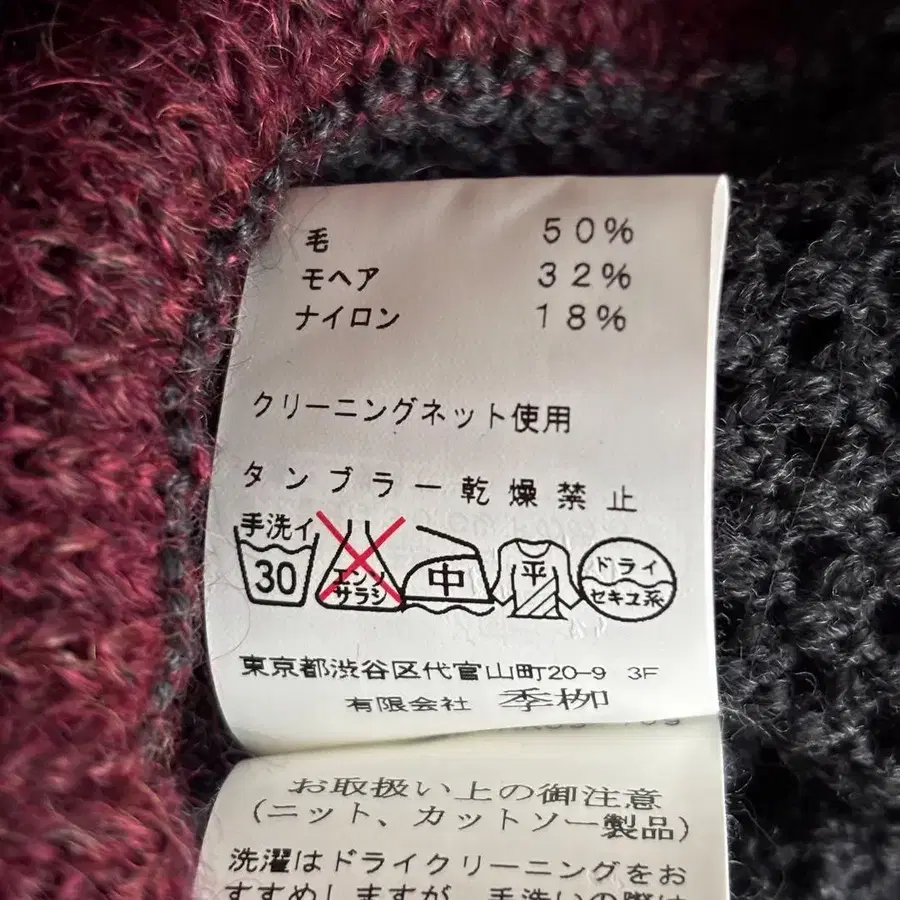 毛 50%
モヘア 32%
ナイロン 18%
クリーニングネット使用
タンブラー乾燥禁止
手洗イ 30
エンソ サラシ
中
平
ドライ セキユ系
東京都渋谷区代官山町20-9 3F
有限会社 季栁
お取扱い上の御注意
(ニット、カットソー製品)
洗濯はドライクリーニングをお
すすめしますが、手洗いの際は